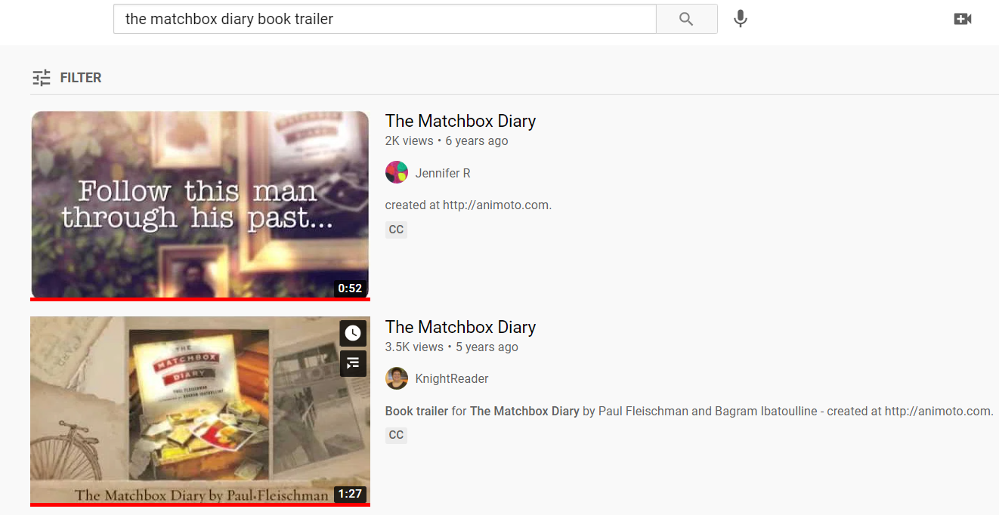 the matchbox diary book trailer
FILTER
Follow this man
through his past...
0:52
The Matchbox Diary
2K views • 6 years ago
Jennifer R
created at http://animoto.com.
CC
THE
MATCHBOX
DIARY
PAUL FLEISCHMAN
The Matchbox Diary by Paul Fleischman
1:27
The Matchbox Diary
3.5K views • 5 years ago
KnightReader
Book trailer for The Matchbox Diary by Paul Fleischman and Bagram Ibatoulline - created at http://animoto.com.
CC